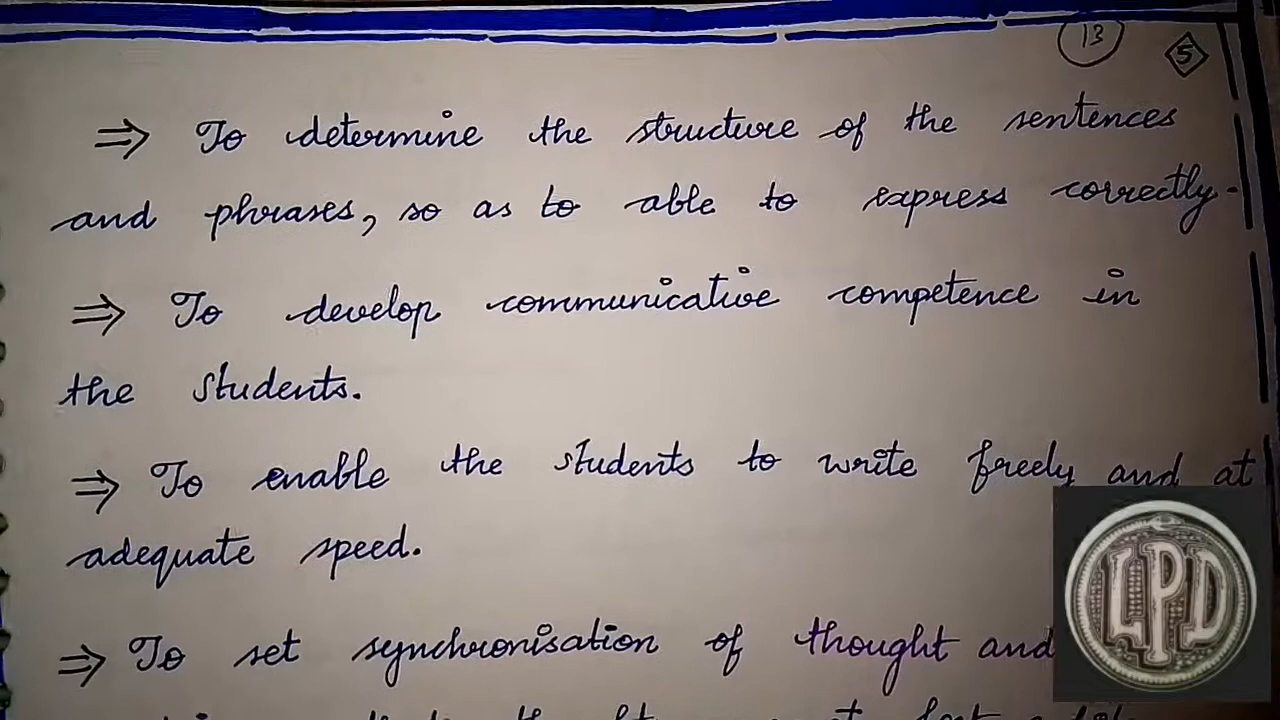 13 5
⇒ To determine the structure of the sentences
and phrases, so as to able to express correctly.
⇒ To develop communicative competence in
the students.
⇒ To enable the students to write freely and at
adequate speed.
⇒ To set synchronisation of thought and
LPD